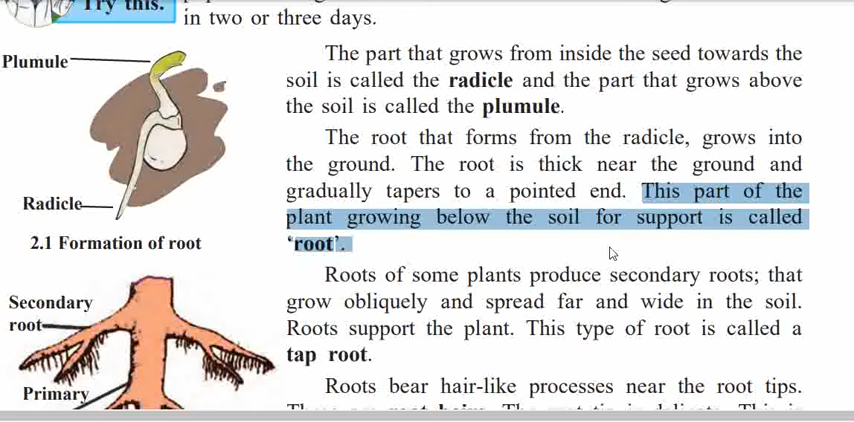 Try this.
in two or three days.
Plumule
The part that grows from inside the seed towards the
soil is called the radicle and the part that grows above
the soil is called the plumule.
The root that forms from the radicle, grows into
the ground. The root is thick near the ground and
gradually tapers to a pointed end. This part of the
plant growing below the soil for support is called
‘root’.
Radicle
2.1 Formation of root
Roots of some plants produce secondary roots; that
grow obliquely and spread far and wide in the soil.
Roots support the plant. This type of root is called a
tap root.
Secondary
root
Primary
Roots bear hair-like processes near the root tips.